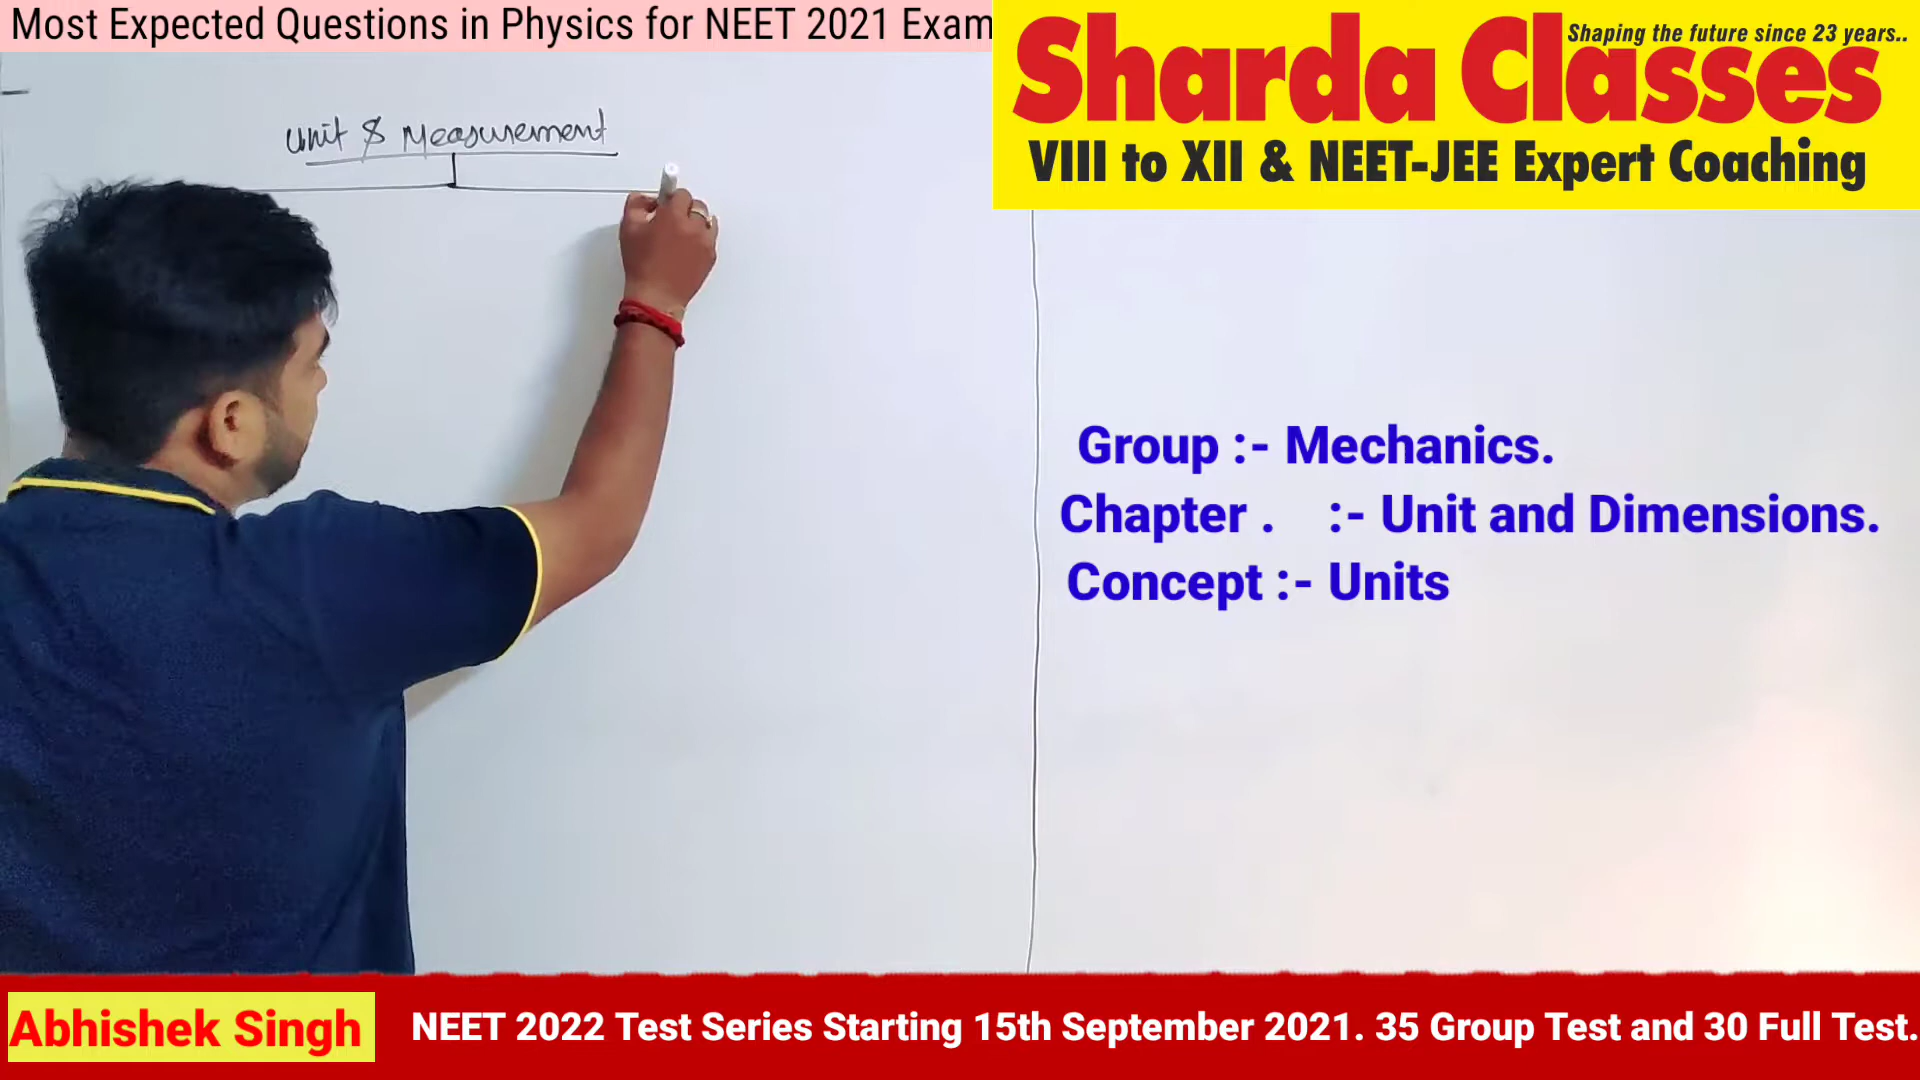 Most Expected Questions in Physics for NEET 2021 Exam
Shaping the future since 23 years..
Sharda Classes
VIII to XII & NEET-JEE Expert Coaching
Unit & Measurement
Group :- Mechanics.
Chapter . :- Unit and Dimensions.
Concept :- Units
Abhishek Singh
NEET 2022 Test Series Starting 15th September 2021. 35 Group Test and 30 Full Test.